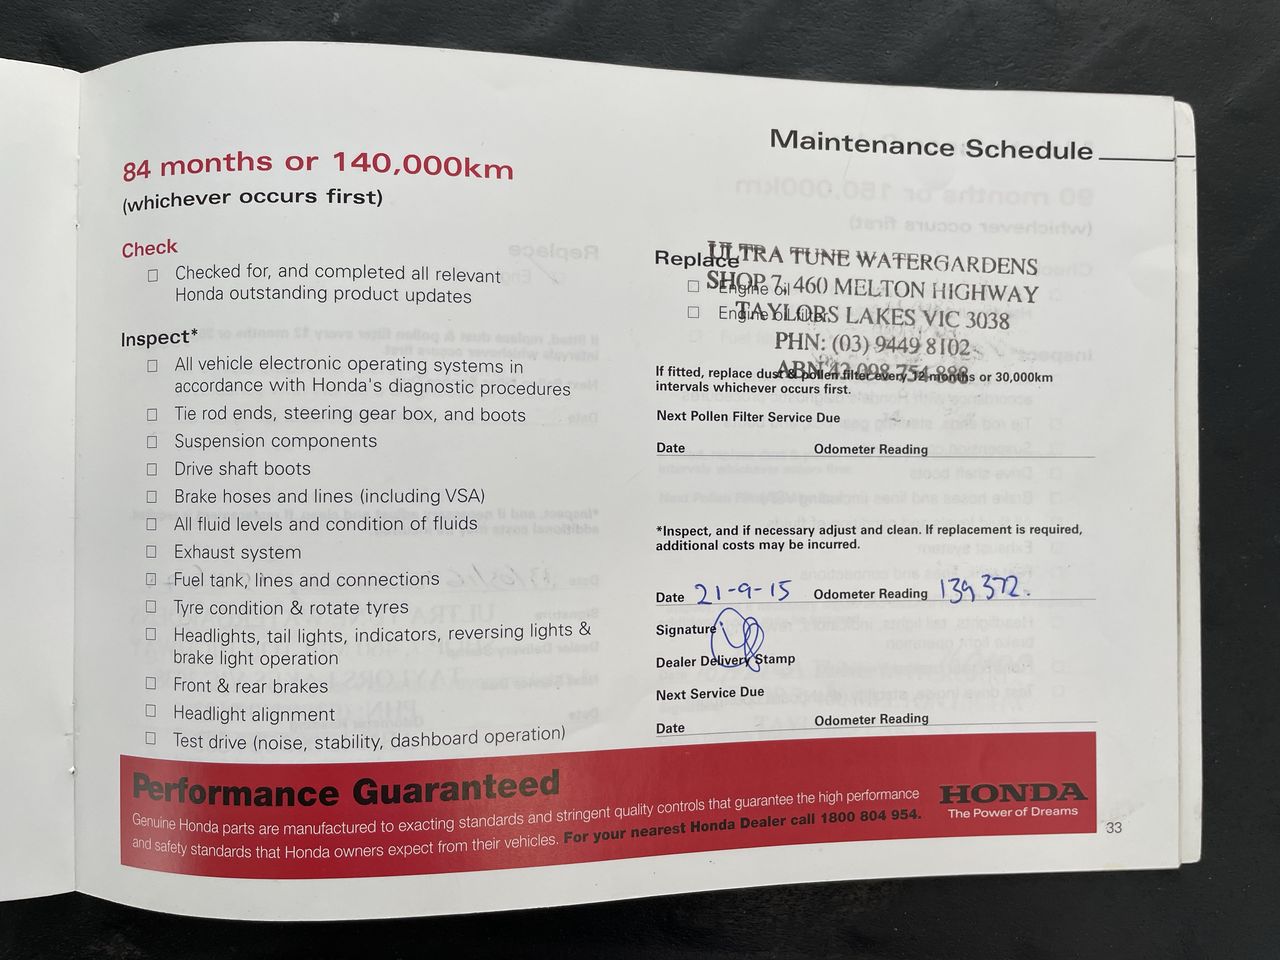 Maintenance Schedule
84 months or 140,000km
(whichever occurs first)
Check
Checked for, and completed all relevant
Honda outstanding product updates
Inspect*
All vehicle electronic operating systems in
accordance with Honda's diagnostic procedures
Tie rod ends, steering gear box, and boots
Suspension components
Drive shaft boots
Brake hoses and lines (including VSA)
All fluid levels and condition of fluids
Exhaust system
Fuel tank, lines and connections
Tyre condition & rotate tyres
Headlights, tail lights, indicators, reversing lights &
brake light operation
Front & rear brakes
Headlight alignment
Test drive (noise, stability, dashboard operation)
Replace
Engine oil
Engine oil filter
ULTRA TUNE WATERGARDENS
SHOP 7, 460 MELTON HIGHWAY
TAYLORS LAKES VIC 3038
PHN: (03) 9449 8102
ABN 42 098 754 888
If fitted, replace dust & pollen filter every 12 months or 30,000km
intervals whichever occurs first.
Next Pollen Filter Service Due
Date Odometer Reading
*Inspect, and if necessary adjust and clean. If replacement is required,
additional costs may be incurred.
Date 21-9-15 Odometer Reading 139 372.
Signature
Dealer Delivery Stamp
Next Service Due
Date Odometer Reading
Performance Guaranteed
Genuine Honda parts are manufactured to exacting standards and stringent quality controls that guarantee the high performance
and safety standards that Honda owners expect from their vehicles. For your nearest Honda Dealer call 1800 804 954.
HONDA
The Power of Dreams
33